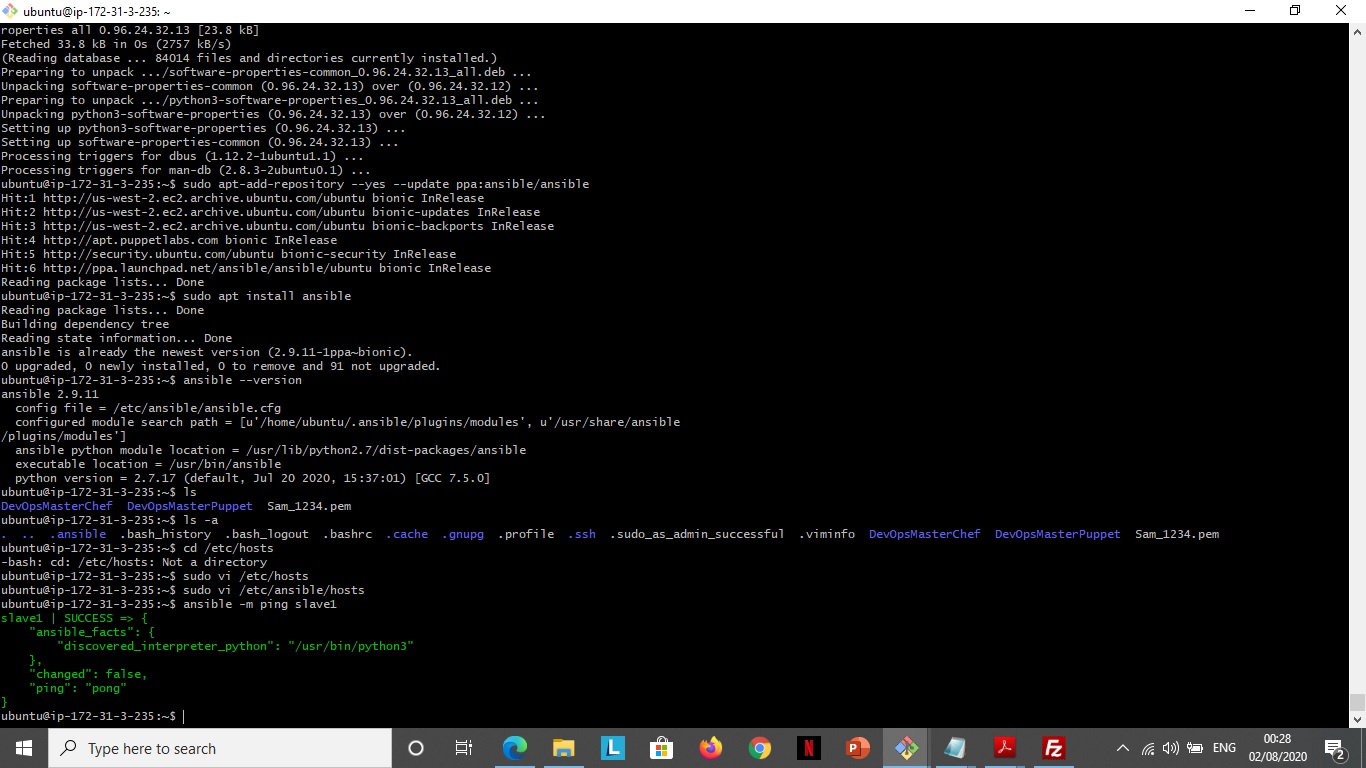 ubuntu@ip-172-31-3-235: ~
roperties all 0.96.24.32.13 [23.8 kB]
Fetched 33.8 kB in 0s (2757 kB/s)
(Reading database ... 84014 files and directories currently installed.)
Preparing to unpack .../software-properties-common_0.96.24.32.13_all.deb ...
Unpacking software-properties-common (0.96.24.32.13) over (0.96.24.32.12) ...
Preparing to unpack .../python3-software-properties_0.96.24.32.13_all.deb ...
Unpacking python3-software-properties (0.96.24.32.13) over (0.96.24.32.12) ...
Setting up python3-software-properties (0.96.24.32.13) ...
Setting up software-properties-common (0.96.24.32.13) ...
Processing triggers for dbus (1.12.2-1ubuntu1.1) ...
Processing triggers for man-db (2.8.3-2ubuntu0.1) ...
ubuntu@ip-172-31-3-235:~$ sudo apt-add-repository --yes --update ppa:ansible/ansible
Hit:1 http://us-west-2.ec2.archive.ubuntu.com/ubuntu bionic InRelease
Hit:2 http://us-west-2.ec2.archive.ubuntu.com/ubuntu bionic-updates InRelease
Hit:3 http://us-west-2.ec2.archive.ubuntu.com/ubuntu bionic-backports InRelease
Hit:4 http://apt.puppetlabs.com bionic InRelease
Hit:5 http://security.ubuntu.com/ubuntu bionic-security InRelease
Hit:6 http://ppa.launchpad.net/ansible/ansible/ubuntu bionic InRelease
Reading package lists... Done
ubuntu@ip-172-31-3-235:~$ sudo apt install ansible
Reading package lists... Done
Building dependency tree
Reading state information... Done
ansible is already the newest version (2.9.11-1ppa~bionic).
0 upgraded, 0 newly installed, 0 to remove and 91 not upgraded.
ubuntu@ip-172-31-3-235:~$ ansible --version
ansible 2.9.11
  config file = /etc/ansible/ansible.cfg
  configured module search path = [u'/home/ubuntu/.ansible/plugins/modules', u'/usr/share/ansible
/plugins/modules']
  ansible python module location = /usr/lib/python2.7/dist-packages/ansible
  executable location = /usr/bin/ansible
  python version = 2.7.17 (default, Jul 20 2020, 15:37:01) [GCC 7.5.0]
ubuntu@ip-172-31-3-235:~$ ls
DevOpsMasterChef  DevOpsMasterPuppet  Sam_1234.pem
ubuntu@ip-172-31-3-235:~$ ls -a
.  ..  .ansible  .bash_history  .bash_logout  .bashrc  .cache  .gnupg  .profile  .ssh  .sudo_as_admin_successful  .viminfo  DevOpsMasterChef  DevOpsMasterPuppet  Sam_1234.pem
ubuntu@ip-172-31-3-235:~$ cd /etc/hosts
-bash: cd: /etc/hosts: Not a directory
ubuntu@ip-172-31-3-235:~$ sudo vi /etc/hosts
ubuntu@ip-172-31-3-235:~$ sudo vi /etc/ansible/hosts
ubuntu@ip-172-31-3-235:~$ ansible -m ping slave1
slave1 | SUCCESS => {
    "ansible_facts": {
        "discovered_interpreter_python": "/usr/bin/python3"
    },
    "changed": false,
    "ping": "pong"
}
ubuntu@ip-172-31-3-235:~$
Type here to search
L
N
P
Fz
ENG
00:28
02/08/2020
2